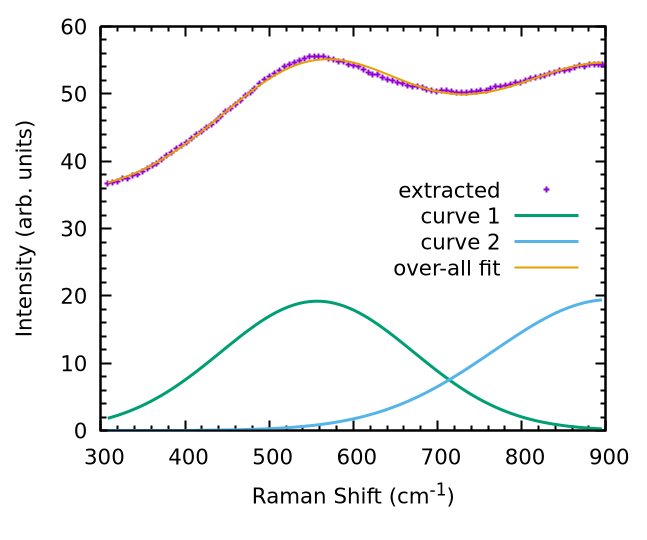 60
50
40
30
20
10
0
Intensity (arb. units)
extracted
curve 1
curve 2
over-all fit
300 400 500 600 700 800 900
Raman Shift (cm-1)